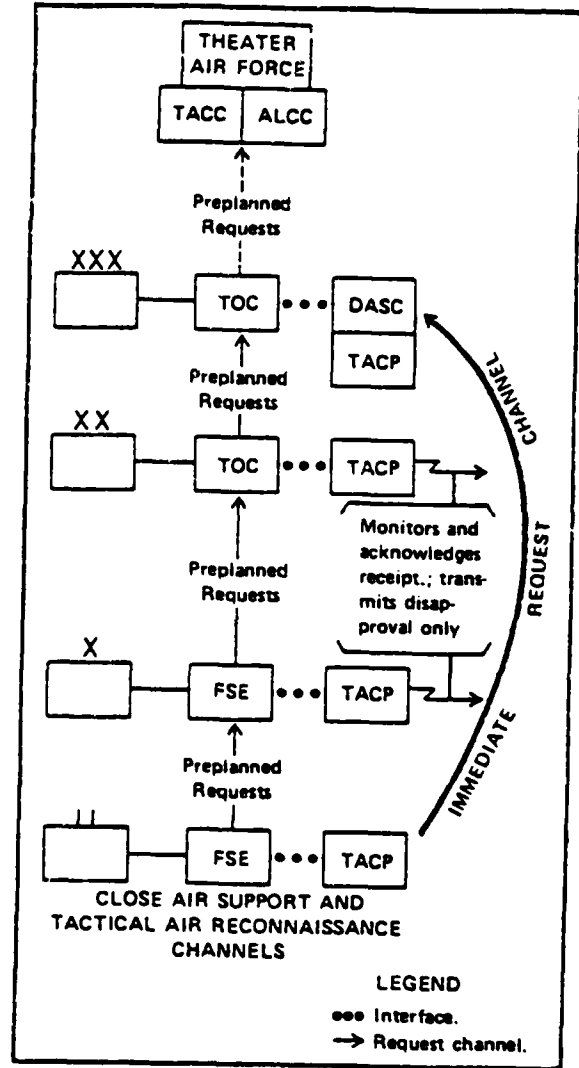 THEATER
AIR FORCE
TACC ALCC
Preplanned
Requests
XXX
TOC ••• DASC
TACP
Preplanned
Requests
XX
TOC ••• TACP
Monitors and
acknowledges
receipt.; trans-
mits disap-
proval only
Preplanned
Requests
X
FSE ••• TACP
Preplanned
Requests
II
FSE ••• TACP
IMMEDIATE REQUEST CHANNEL
CLOSE AIR SUPPORT AND
TACTICAL AIR RECONNAISSANCE
CHANNELS
LEGEND
••• Interface.
→ Request channel.